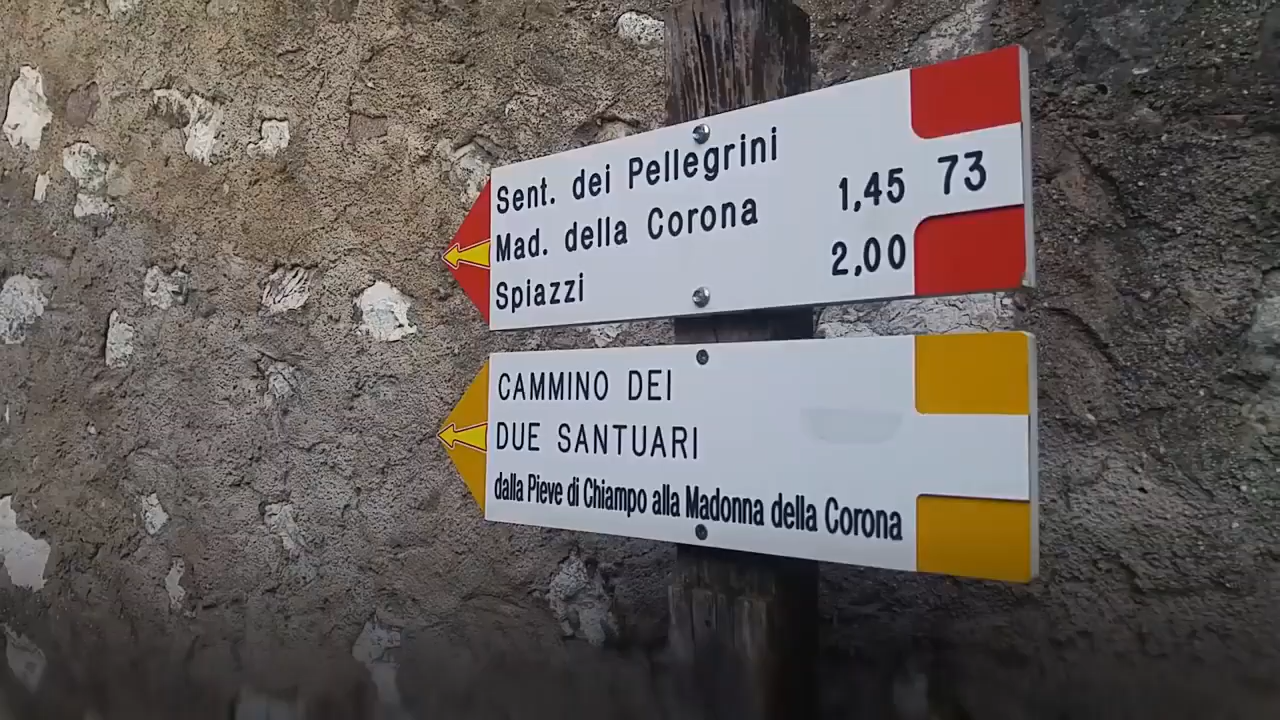 Sent. dei Pellegrini
Mad. della Corona 1,45 73
Spiazzi 2,00
CAMMINO DEI
DUE SANTUARI
dalla Pieve di Chiampo alla Madonna della Corona